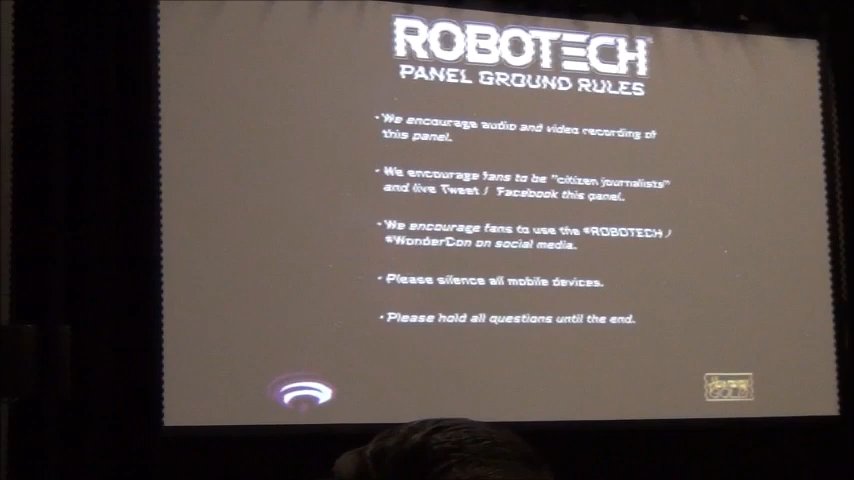 ROBOTECH
PANEL GROUND RULES
• We encourage audio and video recording of
this panel.
• We encourage fans to be "citizen journalists"
and live Tweet / Facebook this panel.
• We encourage fans to use the #ROBOTECH /
#WonderCon on social media.
• Please silence all mobile devices.
• Please hold all questions until the end.
GOLD